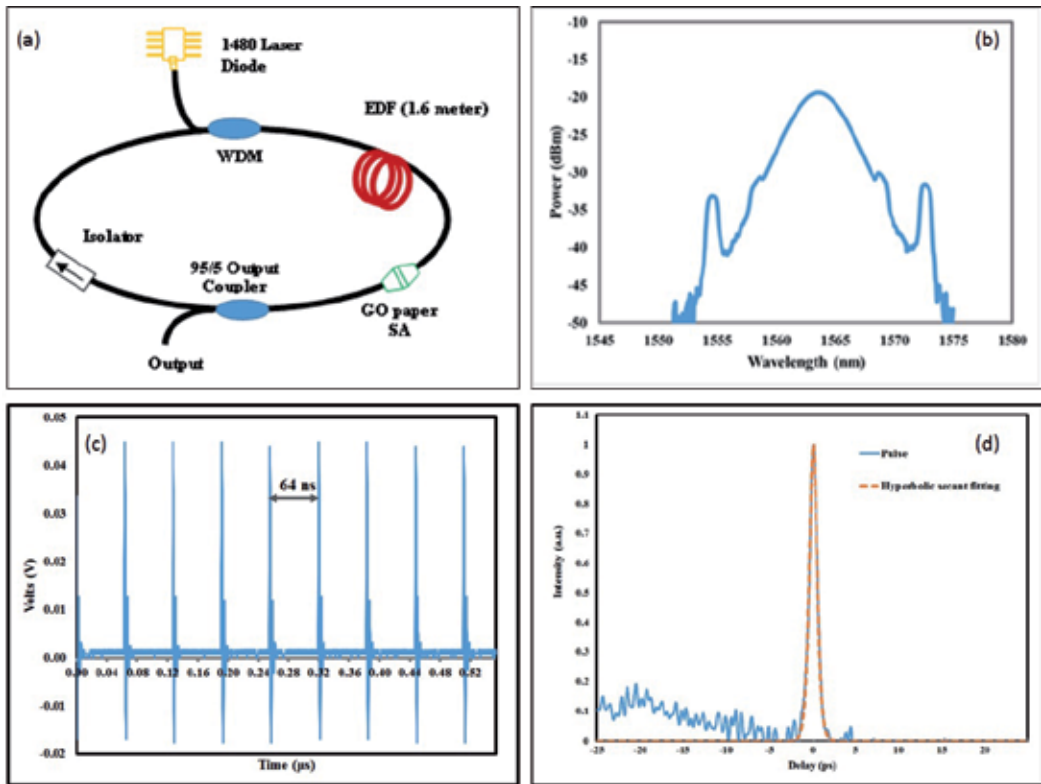 (a)
1480 Laser
Diode
EDF (1.6 meter)
WDM
Isolator
95/5 Output
Coupler
GO paper
SA
Output
(b)
Power (dBm)
-10
-20
-30
-35
-40
-50
1545
1550
1555
1560
1565
1570
1575
1580
Wavelength (nm)
(c)
64 ns
Volts (V)
0.05
0.04
0.03
0.02
0.01
0.00
-0.01
-0.02
0.00 0.04 0.08 0.12 0.16 0.20 0.24 0.28 0.32 0.36 0.40 0.44 0.48 0.52
Time (µs)
(d)
Pulse
Hyperbolic secant fitting
Intensity (a.u.)
1.1
1
0.9
0.8
0.7
0.6
0.5
0.4
0.3
0.2
0.1
0
-25 -20 -15 -10 -5 0 5 10 15 20
Delay (ps)